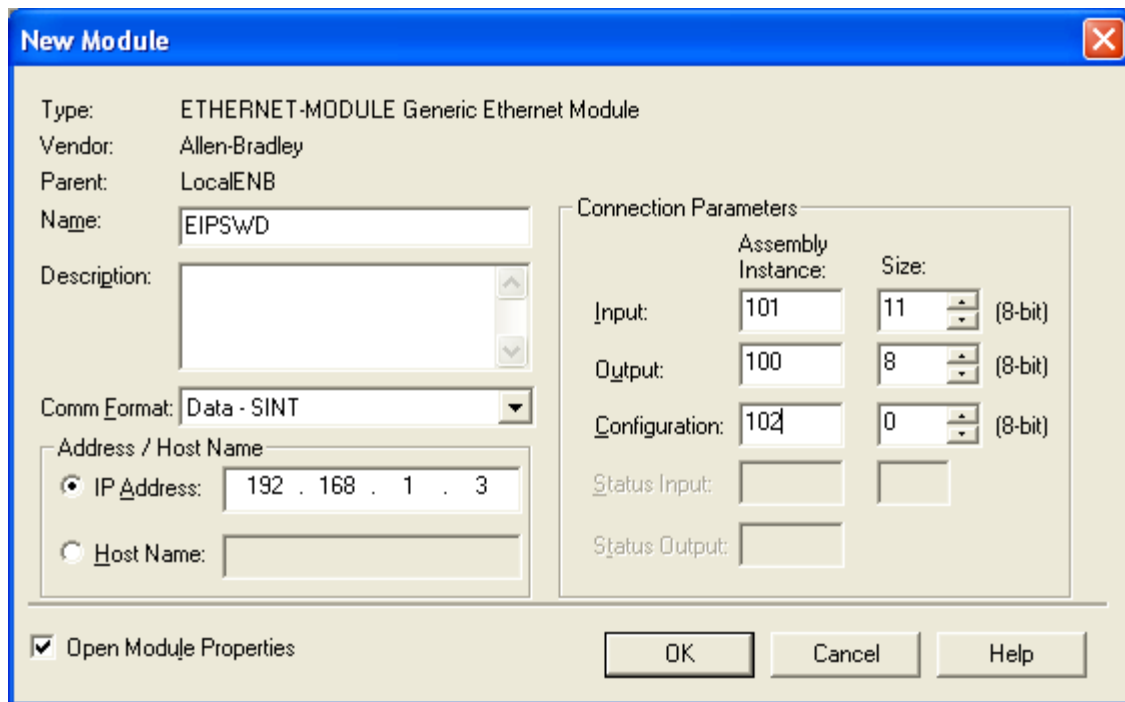 New Module
Type: ETHERNET-MODULE Generic Ethernet Module
Vendor: Allen-Bradley
Parent: LocalENB
Name: EIPSWD
Description:
Comm Format: Data - SINT
Address / Host Name
IP Address: 192 . 168 . 1 . 3
Host Name:
Connection Parameters
Assembly
Instance: Size:
Input: 101 11 (8-bit)
Output: 100 8 (8-bit)
Configuration: 102 0 (8-bit)
Status Input:
Status Output:
Open Module Properties
OK Cancel Help